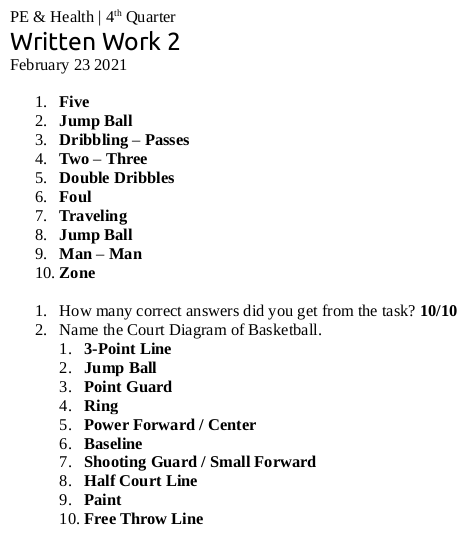 PE & Health | 4th Quarter
Written Work 2
February 23 2021
1. Five
2. Jump Ball
3. Dribbling – Passes
4. Two – Three
5. Double Dribbles
6. Foul
7. Traveling
8. Jump Ball
9. Man – Man
10. Zone
1. How many correct answers did you get from the task? 10/10
2. Name the Court Diagram of Basketball.
1. 3-Point Line
2. Jump Ball
3. Point Guard
4. Ring
5. Power Forward / Center
6. Baseline
7. Shooting Guard / Small Forward
8. Half Court Line
9. Paint
10. Free Throw Line